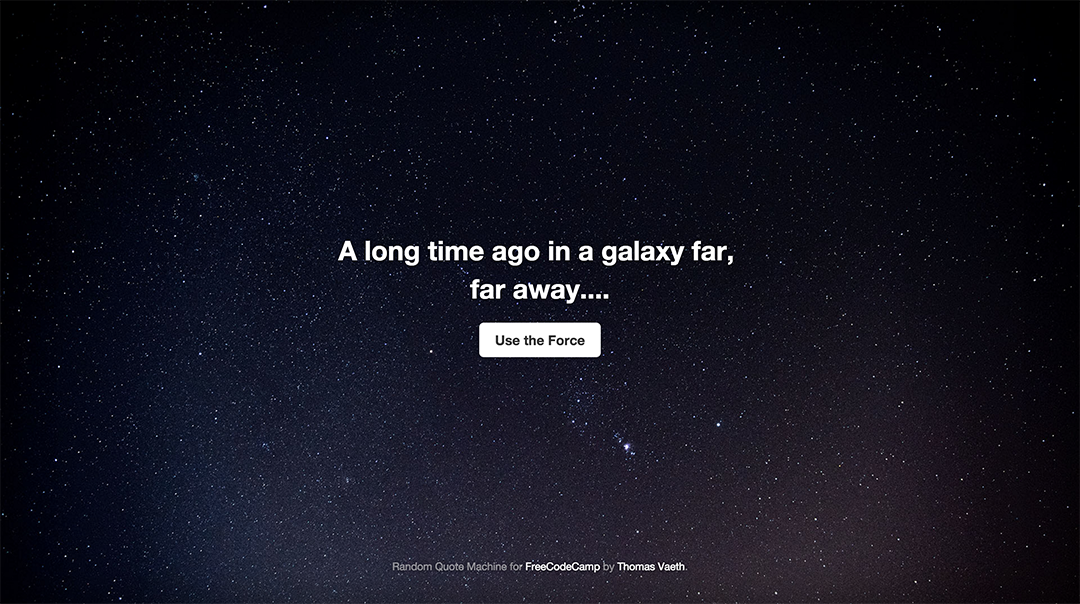 A long time ago in a galaxy far,
far away....
Use the Force
Random Quote Machine for FreeCodeCamp by Thomas Vaeth.